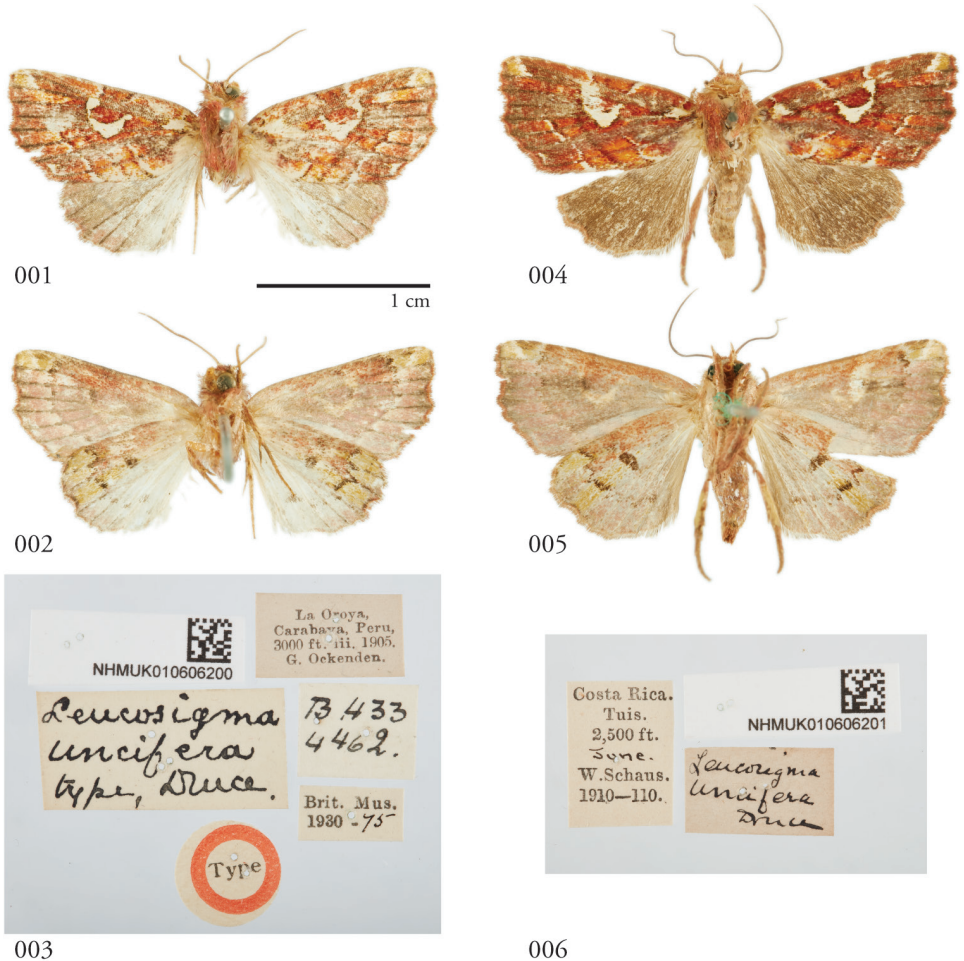 001
004
1 cm
002
005
La Oroya,
Carabaya, Peru,
3000 ft. iii. 1905.
G. Ockenden.
NHMUK010606200
Leucosigma
uncifera
type, Druce.
B.433
4462.
Brit. Mus.
1930-75
Type
003
Costa Rica.
Tuis.
2,500 ft.
June.
W. Schaus.
1910—110.
NHMUK010606201
Leucosigma
uncifera
Druce
006